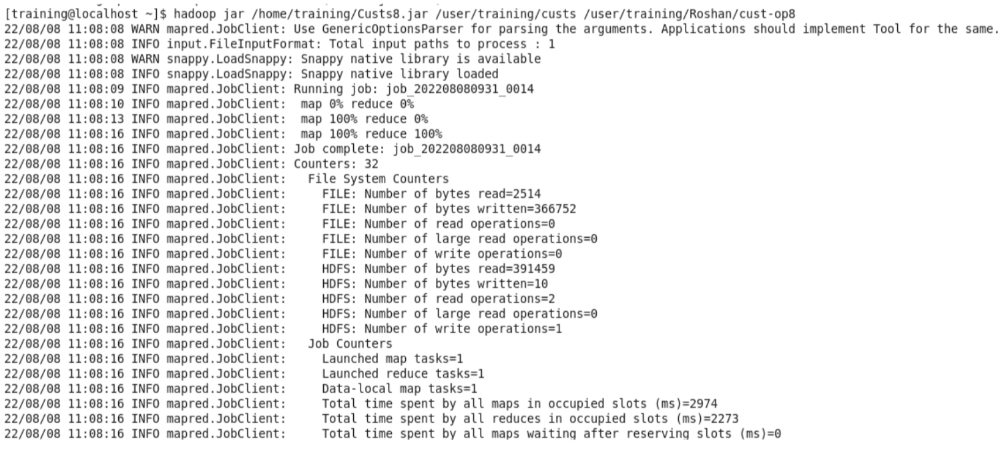 [training@localhost ~]$ hadoop jar /home/training/Custs8.jar /user/training/custs /user/training/Roshan/cust-op8
22/08/08 11:08:08 WARN mapred.JobClient: Use GenericOptionsParser for parsing the arguments. Applications should implement Tool for the same.
22/08/08 11:08:08 INFO input.FileInputFormat: Total input paths to process : 1
22/08/08 11:08:08 WARN snappy.LoadSnappy: Snappy native library is available
22/08/08 11:08:08 INFO snappy.LoadSnappy: Snappy native library loaded
22/08/08 11:08:09 INFO mapred.JobClient: Running job: job_202208080931_0014
22/08/08 11:08:10 INFO mapred.JobClient:  map 0% reduce 0%
22/08/08 11:08:13 INFO mapred.JobClient:  map 100% reduce 0%
22/08/08 11:08:16 INFO mapred.JobClient:  map 100% reduce 100%
22/08/08 11:08:16 INFO mapred.JobClient: Job complete: job_202208080931_0014
22/08/08 11:08:16 INFO mapred.JobClient: Counters: 32
22/08/08 11:08:16 INFO mapred.JobClient:   File System Counters
22/08/08 11:08:16 INFO mapred.JobClient:     FILE: Number of bytes read=2514
22/08/08 11:08:16 INFO mapred.JobClient:     FILE: Number of bytes written=366752
22/08/08 11:08:16 INFO mapred.JobClient:     FILE: Number of read operations=0
22/08/08 11:08:16 INFO mapred.JobClient:     FILE: Number of large read operations=0
22/08/08 11:08:16 INFO mapred.JobClient:     FILE: Number of write operations=0
22/08/08 11:08:16 INFO mapred.JobClient:     HDFS: Number of bytes read=391459
22/08/08 11:08:16 INFO mapred.JobClient:     HDFS: Number of bytes written=10
22/08/08 11:08:16 INFO mapred.JobClient:     HDFS: Number of read operations=2
22/08/08 11:08:16 INFO mapred.JobClient:     HDFS: Number of large read operations=0
22/08/08 11:08:16 INFO mapred.JobClient:     HDFS: Number of write operations=1
22/08/08 11:08:16 INFO mapred.JobClient:   Job Counters
22/08/08 11:08:16 INFO mapred.JobClient:     Launched map tasks=1
22/08/08 11:08:16 INFO mapred.JobClient:     Launched reduce tasks=1
22/08/08 11:08:16 INFO mapred.JobClient:     Data-local map tasks=1
22/08/08 11:08:16 INFO mapred.JobClient:     Total time spent by all maps in occupied slots (ms)=2974
22/08/08 11:08:16 INFO mapred.JobClient:     Total time spent by all reduces in occupied slots (ms)=2273
22/08/08 11:08:16 INFO mapred.JobClient:     Total time spent by all maps waiting after reserving slots (ms)=0